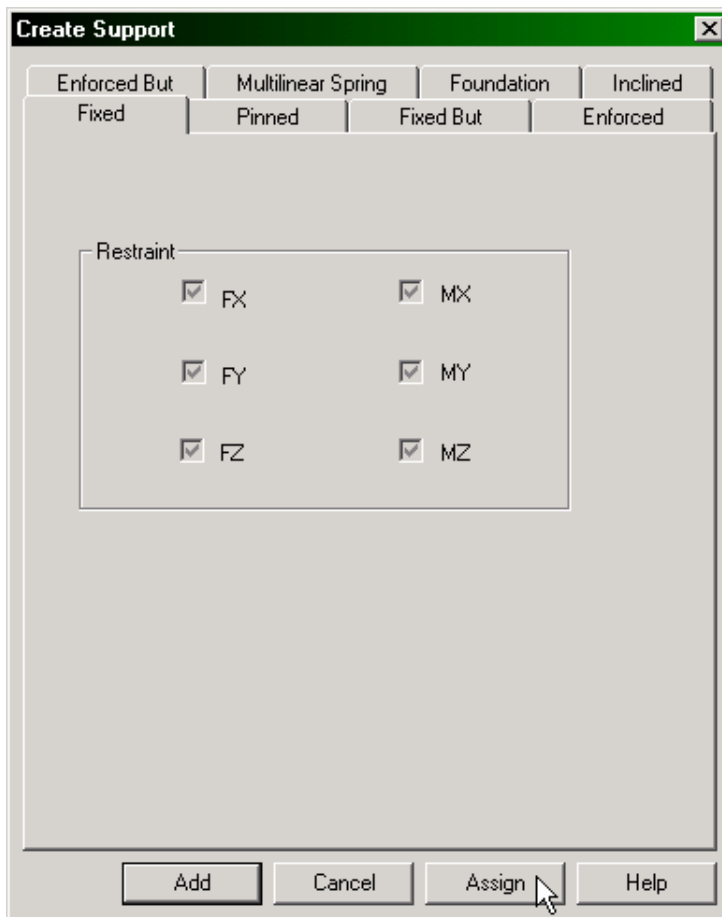 Create Support
Enforced But Multilinear Spring Foundation Inclined
Fixed Pinned Fixed But Enforced
Restraint
FX MX
FY MY
FZ MZ
Add Cancel Assign Help